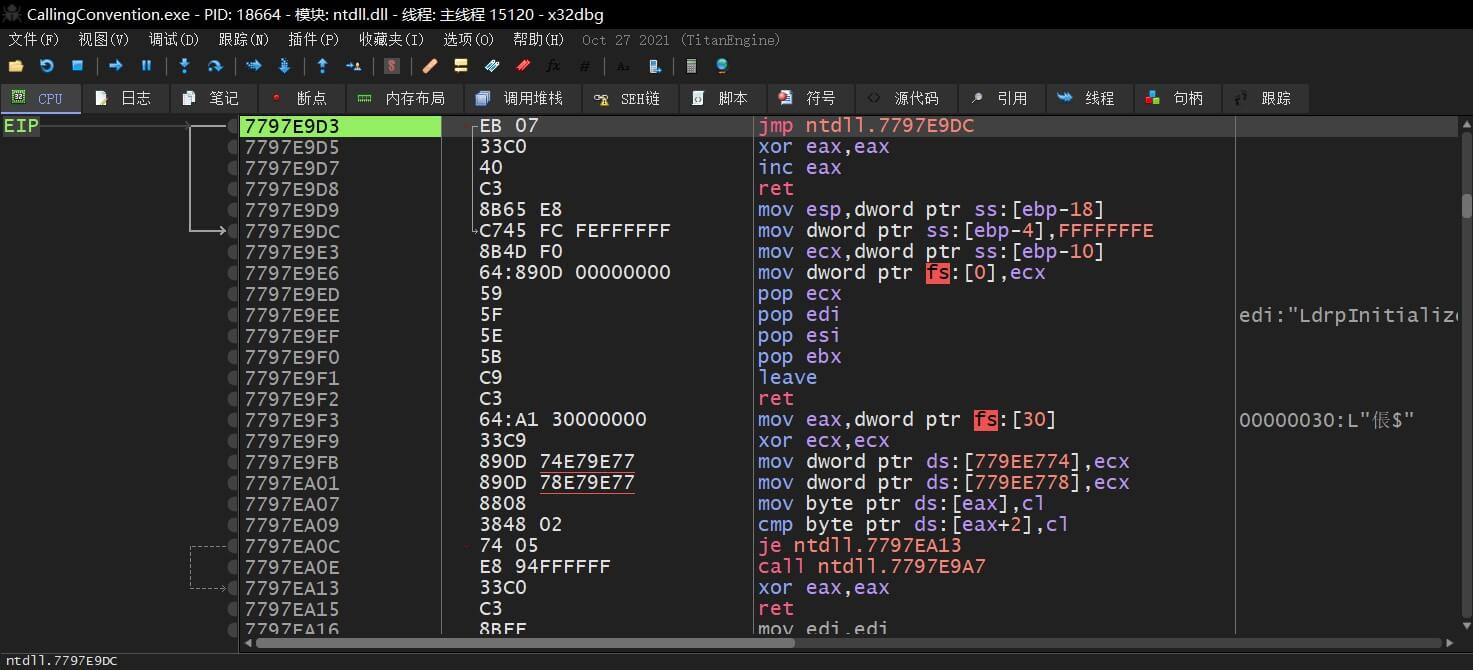 CallingConvention.exe - PID: 18664 - 模块: ntdll.dll - 线程: 主线程 15120 - x32dbg
文件(F) 视图(V) 调试(D) 跟踪(N) 插件(P) 收藏夹(I) 选项(O) 帮助(H) Oct 27 2021 (TitanEngine)
CPU 日志 笔记 断点 内存布局 调用堆栈 SEH链 脚本 符号 源代码 引用 线程 句柄 跟踪
EIP 7797E9D3 EB 07 jmp ntdll.7797E9DC
7797E9D5 33C0 xor eax,eax
7797E9D7 40 inc eax
7797E9D8 C3 ret
7797E9D9 8B65 E8 mov esp,dword ptr ss:[ebp-18]
7797E9DC C745 FC FEFFFFFF mov dword ptr ss:[ebp-4],FFFFFFFE
7797E9E3 8B4D F0 mov ecx,dword ptr ss:[ebp-10]
7797E9E6 64:890D 00000000 mov dword ptr fs:[0],ecx
7797E9ED 59 pop ecx
7797E9EE 5F pop edi edi:"LdrpInitializ
7797E9EF 5E pop esi
7797E9F0 5B pop ebx
7797E9F1 C9 leave
7797E9F2 C3 ret
7797E9F3 64:A1 30000000 mov eax,dword ptr fs:[30] 00000030:L"倀$"
7797E9F9 33C9 xor ecx,ecx
7797E9FB 890D 74E79E77 mov dword ptr ds:[779EE774],ecx
7797EA01 890D 78E79E77 mov dword ptr ds:[779EE778],ecx
7797EA07 8808 mov byte ptr ds:[eax],cl
7797EA09 3848 02 cmp byte ptr ds:[eax+2],cl
7797EA0C 74 05 je ntdll.7797EA13
7797EA0E E8 94FFFFFF call ntdll.7797E9A7
7797EA13 33C0 xor eax,eax
7797EA15 C3 ret
7797EA16 8BFF mov edi,edi
ntdll.7797E9DC